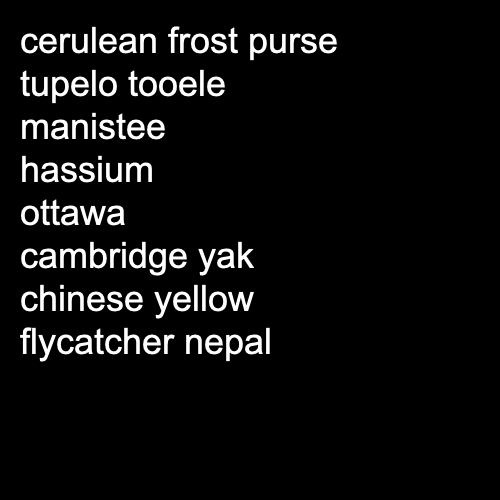 cerulean frost purse
tupelo tooele
manistee
hassium
ottawa
cambridge yak
chinese yellow
flycatcher nepal